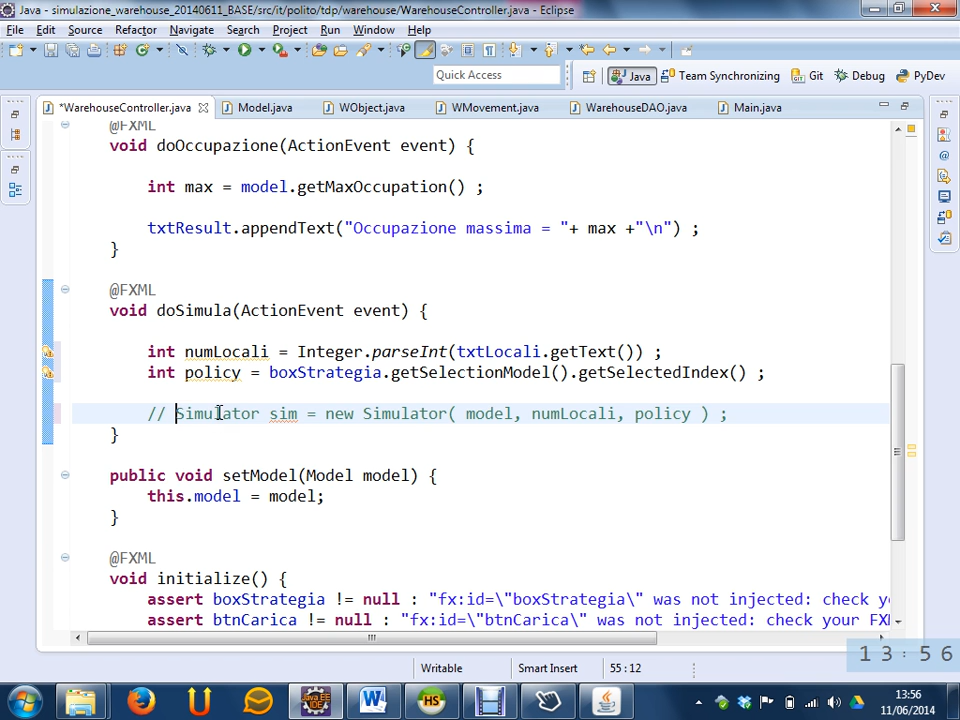 Java - simulazione_warehouse_20140611_BASE/src/it/polito/tdp/warehouse/WarehouseController.java - Eclipse
File Edit Source Refactor Navigate Search Project Run Window Help
Quick Access
Java Team Synchronizing Git Debug PyDev
*WarehouseController.java Model.java WObject.java WMovement.java WarehouseDAO.java Main.java
@FXML
void doOccupazione(ActionEvent event) {
int max = model.getMaxOccupation() ;
txtResult.appendText("Occupazione massima = "+ max +"\n") ;
}
@FXML
void doSimula(ActionEvent event) {
int numLocali = Integer.parseInt(txtLocali.getText()) ;
int policy = boxStrategia.getSelectionModel().getSelectedIndex() ;
// Simulator sim = new Simulator( model, numLocali, policy ) ;
}
public void setModel(Model model) {
this.model = model;
}
@FXML
void initialize() {
assert boxStrategia != null : "fx:id=\"boxStrategia\" was not injected: check yo
assert btnCarica != null : "fx:id=\"btnCarica\" was not injected: check your FXM
Writable Smart Insert 55 : 12
13:56
Java EE IDE
W
HS
13:56
11/06/2014